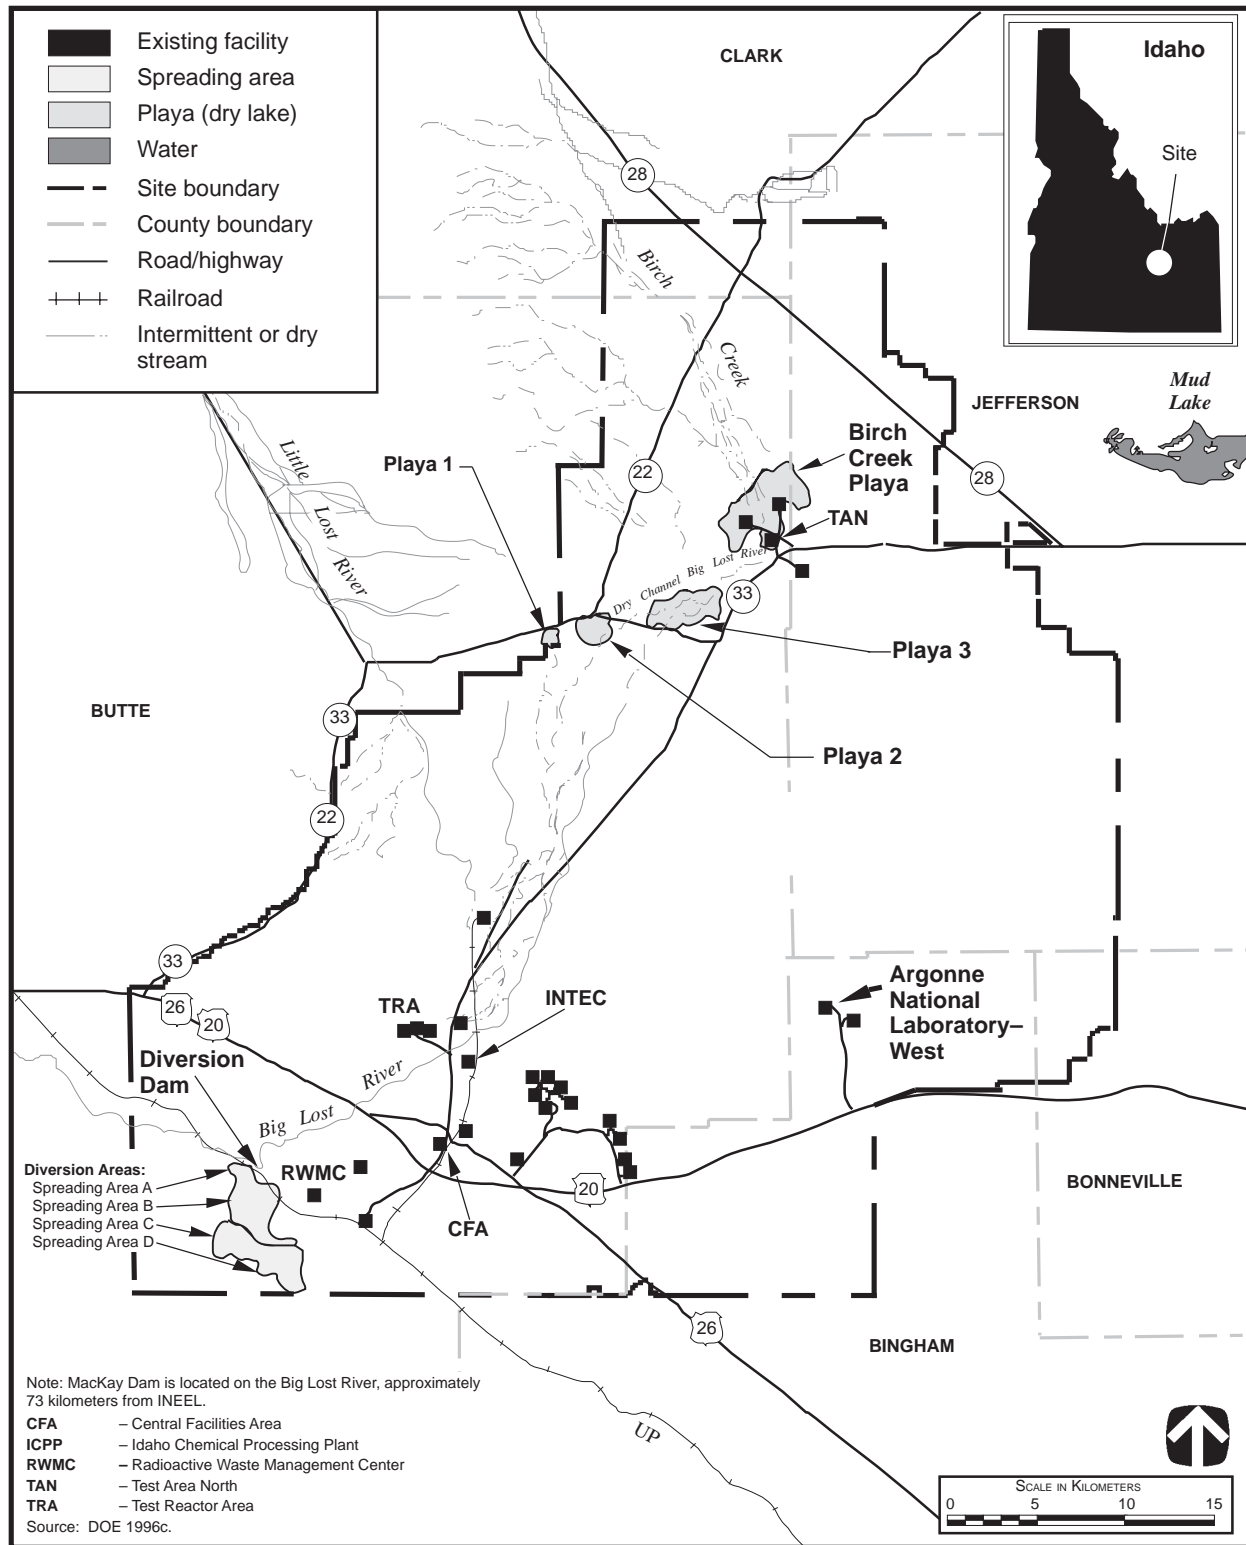 Existing facility
Spreading area
Playa (dry lake)
Water
Site boundary
County boundary
Road/highway
Railroad
Intermittent or dry
stream
CLARK
Idaho
Site
28
Birch
Creek
Mud
Lake
JEFFERSON
Birch
Creek
Playa
Little
Lost
River
Playa 1
22
28
TAN
Dry Channel Big Lost River
33
Playa 3
BUTTE
33
Playa 2
22
33
26
20
TRA
INTEC
Argonne
National
Laboratory–
West
Diversion
Dam
Big Lost River
Diversion Areas:
Spreading Area A
Spreading Area B
Spreading Area C
Spreading Area D
RWMC
20
CFA
BONNEVILLE
26
BINGHAM
UP
Note: MacKay Dam is located on the Big Lost River, approximately
73 kilometers from INEEL.
CFA – Central Facilities Area
ICPP – Idaho Chemical Processing Plant
RWMC – Radioactive Waste Management Center
TAN – Test Area North
TRA – Test Reactor Area
Source: DOE 1996c.
SCALE IN KILOMETERS
0 5 10 15